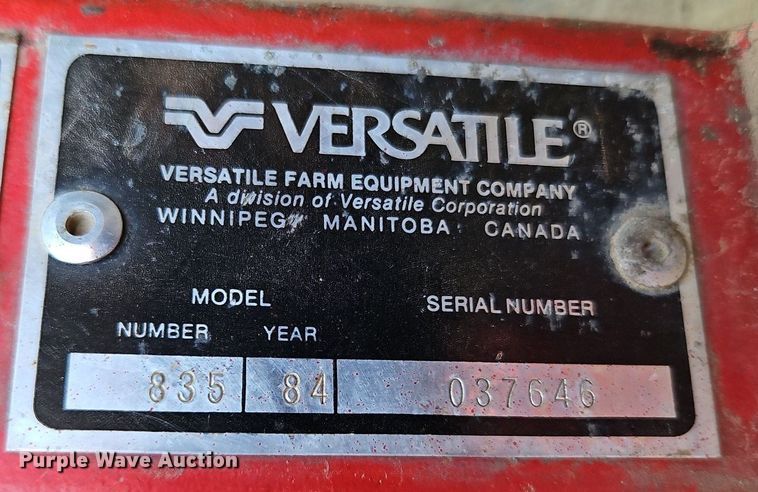 VERSATILE®
VERSATILE FARM EQUIPMENT COMPANY
A division of Versatile Corporation
WINNIPEG MANITOBA CANADA
MODEL
NUMBER YEAR SERIAL NUMBER
835 84 037646
Purple Wave Auction